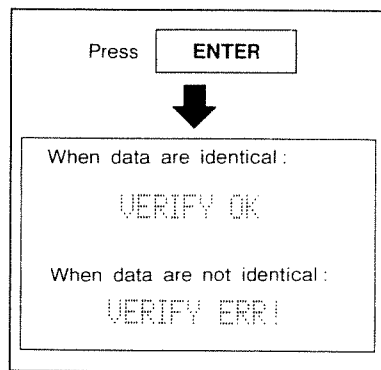 Press ENTER
When data are identical:
VERIFY OK
When data are not identical:
VERIFY ERR!